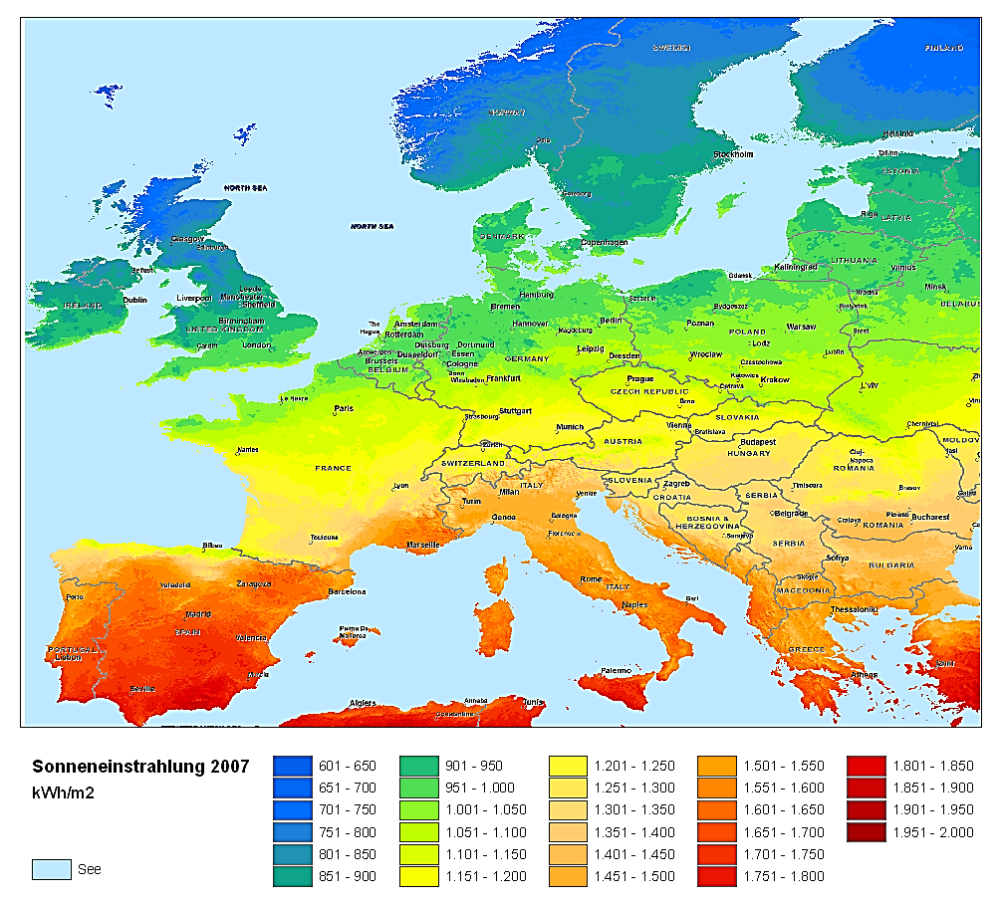 SWEDEN
FINLAND
NORWAY
Oslo
Helsinki
Tallinn
Stockholm
ESTONIA
NORTH SEA
Goteborg
NORTH SEA
Riga
LATVIA
DENMARK
Glasgow
Edinburgh
Copenhagen
LITHUANIA
Kaliningrad
Vilnius
Belfast
Gdansk
Minsk
Leeds
Liverpool
Manchester
Sheffield
Dublin
IRELAND
Hamburg
Szczecin
Grodno
Bialystok
BELARUS
Bremen
Bydgoszcz
Birmingham
UNITED KINGDOM
The
Hague
Amsterdam
Rotterdam
Hannover
Magdeburg
Berlin
Poznan
POLAND
Warsaw
Brest
Cardiff
London
Antwerpen
Brussels
BELGIUM
Duisburg
Dusseldorf
Dortmund
Essen
Cologne
Bonn
Wiesbaden
Frankfurt
GERMANY
Leipzig
Dresden
Wroclaw
Lodz
Lublin
Czestochowa
Katowice
Krakow
Ostrava
L'viv
Prague
CZECH REPUBLIC
Brno
Le Havre
Paris
Stuttgart
Strasbourg
Munich
Vienna
Bratislava
SLOVAKIA
Chernivtsi
AUSTRIA
Budapest
HUNGARY
MOLDOV
Iasi
Nantes
Zurich
SWITZERLAND
FRANCE
Cluj-
Napoca
ROMANIA
Lyon
ITALY
Milan
Turin
Venice
SLOVENIA
Zagreb
CROATIA
SERBIA
Timisoara
Brasov
Galati
Genoa
Bologna
Florence
BOSNIA &
HERZEGOVINA
Sarajevo
Belgrade
SERBIA
Craiova
Ploiesti
Bucharest
ROMANIA
Toulouse
Marseille
Bilbao
Varna
Sofiya
BULGARIA
Skopje
MACEDONIA
Valladolid
Zaragoza
Barcelona
Rome
ITALY
Naples
Bari
Thessaloniki
Porto
Madrid
SPAIN
Valencia
Palma De
Mallorca
PORTUGAL
Lisbon
GREECE
Izmir
Palermo
Athens
Murcia
Sevilla
Algiers
Annaba
Constantine
Tunis
Sonneneinstrahlung 2007
kWh/m2
See
601 - 650
651 - 700
701 - 750
751 - 800
801 - 850
851 - 900
901 - 950
951 - 1.000
1.001 - 1.050
1.051 - 1.100
1.101 - 1.150
1.151 - 1.200
1.201 - 1.250
1.251 - 1.300
1.301 - 1.350
1.351 - 1.400
1.401 - 1.450
1.451 - 1.500
1.501 - 1.550
1.551 - 1.600
1.601 - 1.650
1.651 - 1.700
1.701 - 1.750
1.751 - 1.800
1.801 - 1.850
1.851 - 1.900
1.901 - 1.950
1.951 - 2.000